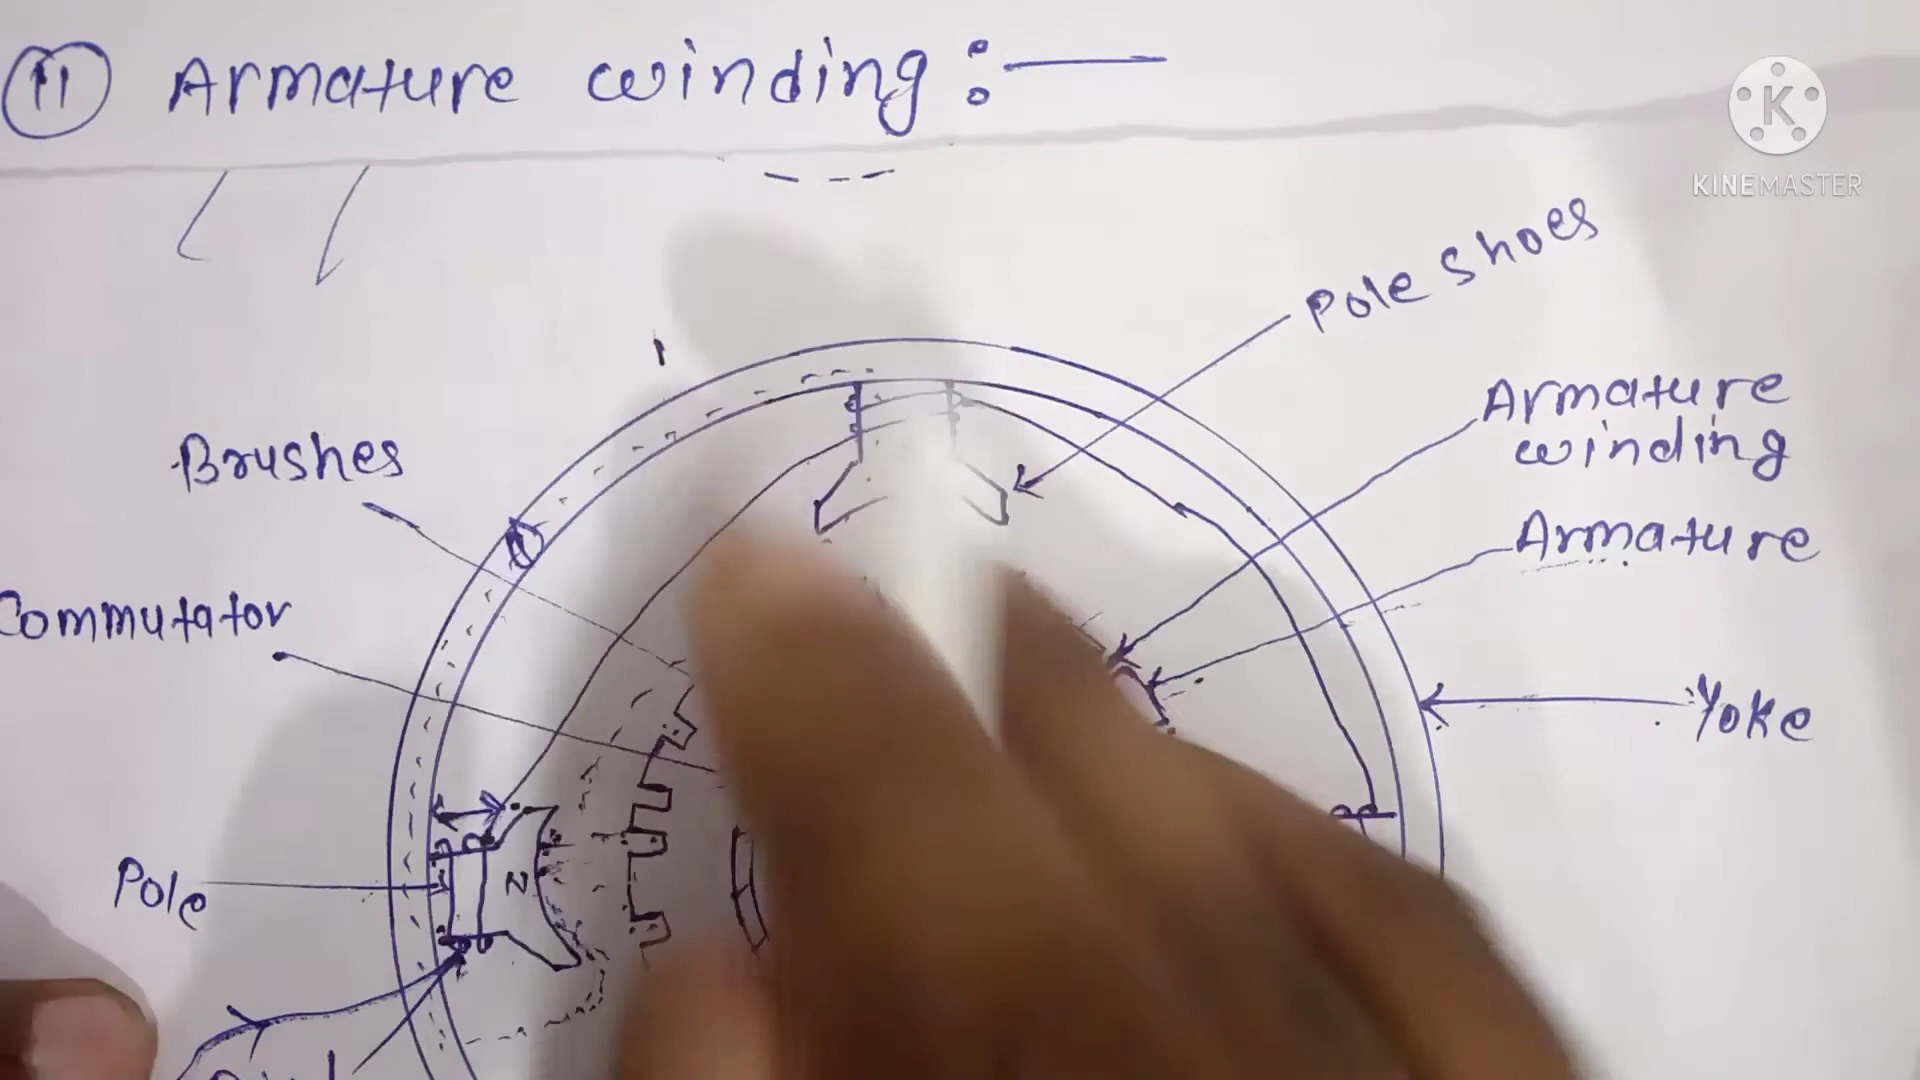 11 Armature winding :—
KINEMASTER
Pole shoes
Armature
winding
Brushes
Armature
Commutator
Yoke
Pole
N